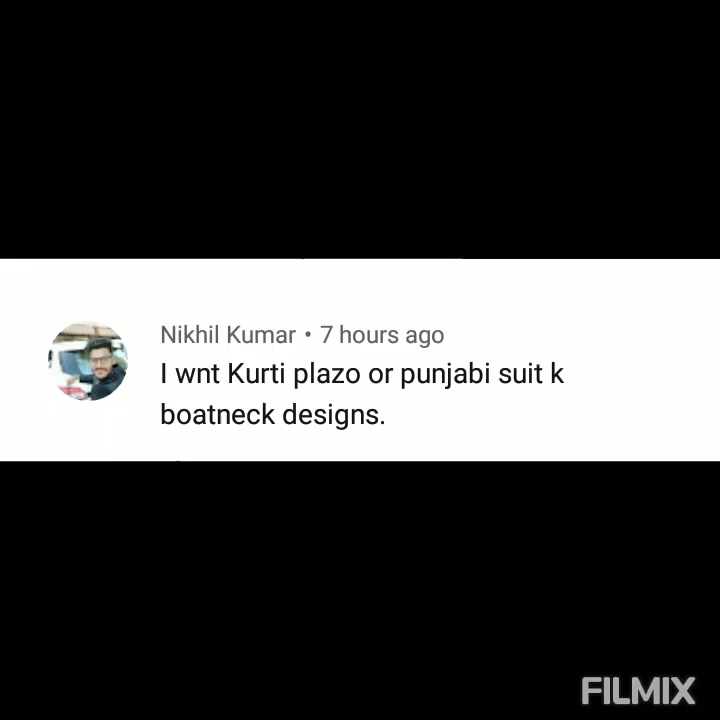 Nikhil Kumar • 7 hours ago
I wnt Kurti plazo or punjabi suit k
boatneck designs.
FILMIX